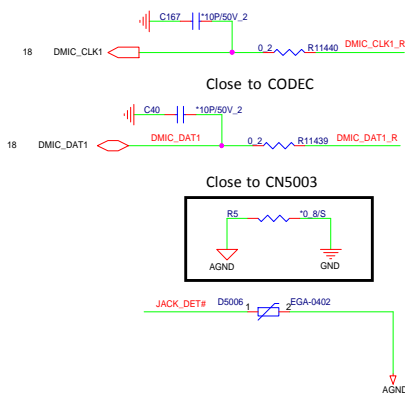 C167 *10P/50V_2
18 DMIC_CLK1 0_2 R11440 DMIC_CLK1_R
Close to CODEC
C40 *10P/50V_2
18 DMIC_DAT1 DMIC_DAT1 0_2 R11439 DMIC_DAT1_R
Close to CN5003
R5 *0_8/S
AGND GND
JACK_DET# D5006 1 2 EGA-0402
AGND